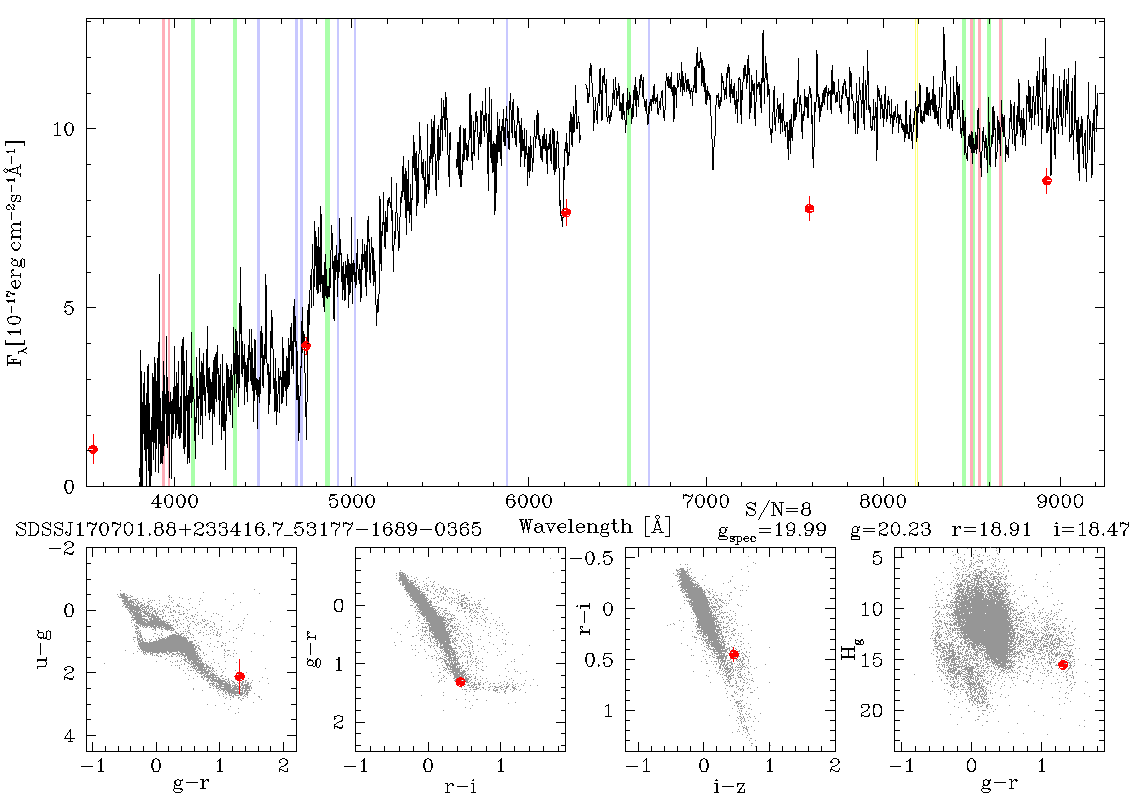 10
5
0
F_λ[10⁻¹⁷erg cm⁻²s⁻¹Å⁻¹]
4000 5000 6000 7000 8000 9000
S/N=8
SDSSJ170701.88+233416.7_53177-1689-0365 Wavelength [Å] g_spec=19.99 g=20.23 r=18.91 i=18.47
−2
0
2
4
u−g
−1 0 1 2
g−r
0
1
2
g−r
−1 0 1 2
r−i
−0.5
0
0.5
1
r−i
−1 0 1 2
i−z
5
10
15
20
H_g
−1 0 1
g−r